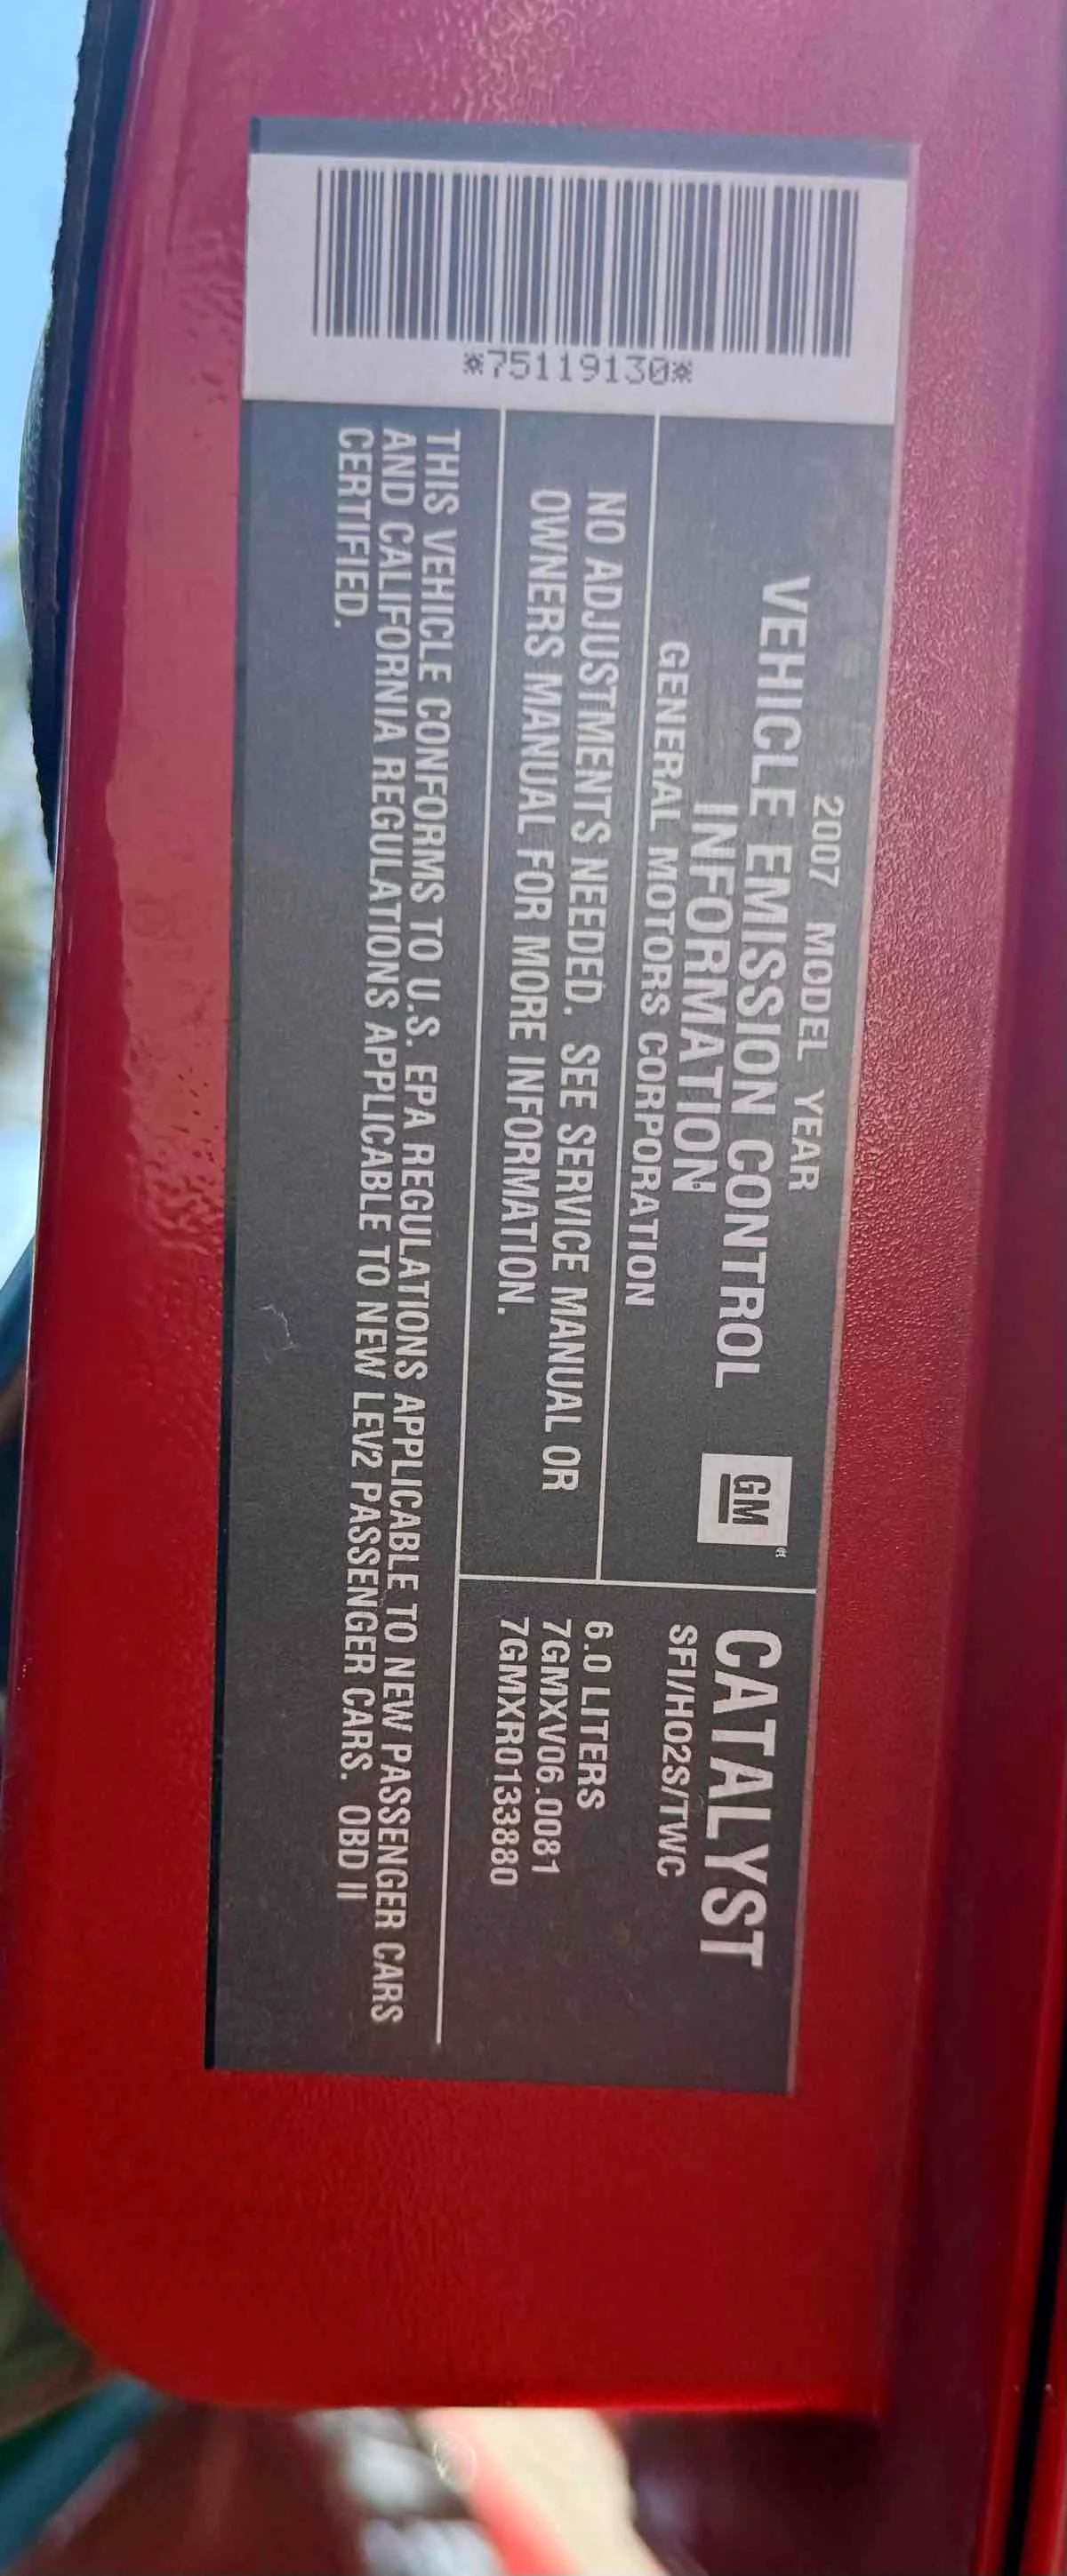 *75119130*
2007 MODEL YEAR
VEHICLE EMISSION CONTROL
INFORMATION
GENERAL MOTORS CORPORATION
GM
CATALYST
SFI/HO2S/TWC
NO ADJUSTMENTS NEEDED. SEE SERVICE MANUAL OR
OWNERS MANUAL FOR MORE INFORMATION.
6.0 LITERS
7GMXV06.0081
7GMXR0133880
THIS VEHICLE CONFORMS TO U.S. EPA REGULATIONS APPLICABLE TO NEW PASSENGER CARS
AND CALIFORNIA REGULATIONS APPLICABLE TO NEW LEV2 PASSENGER CARS. OBD II
CERTIFIED.